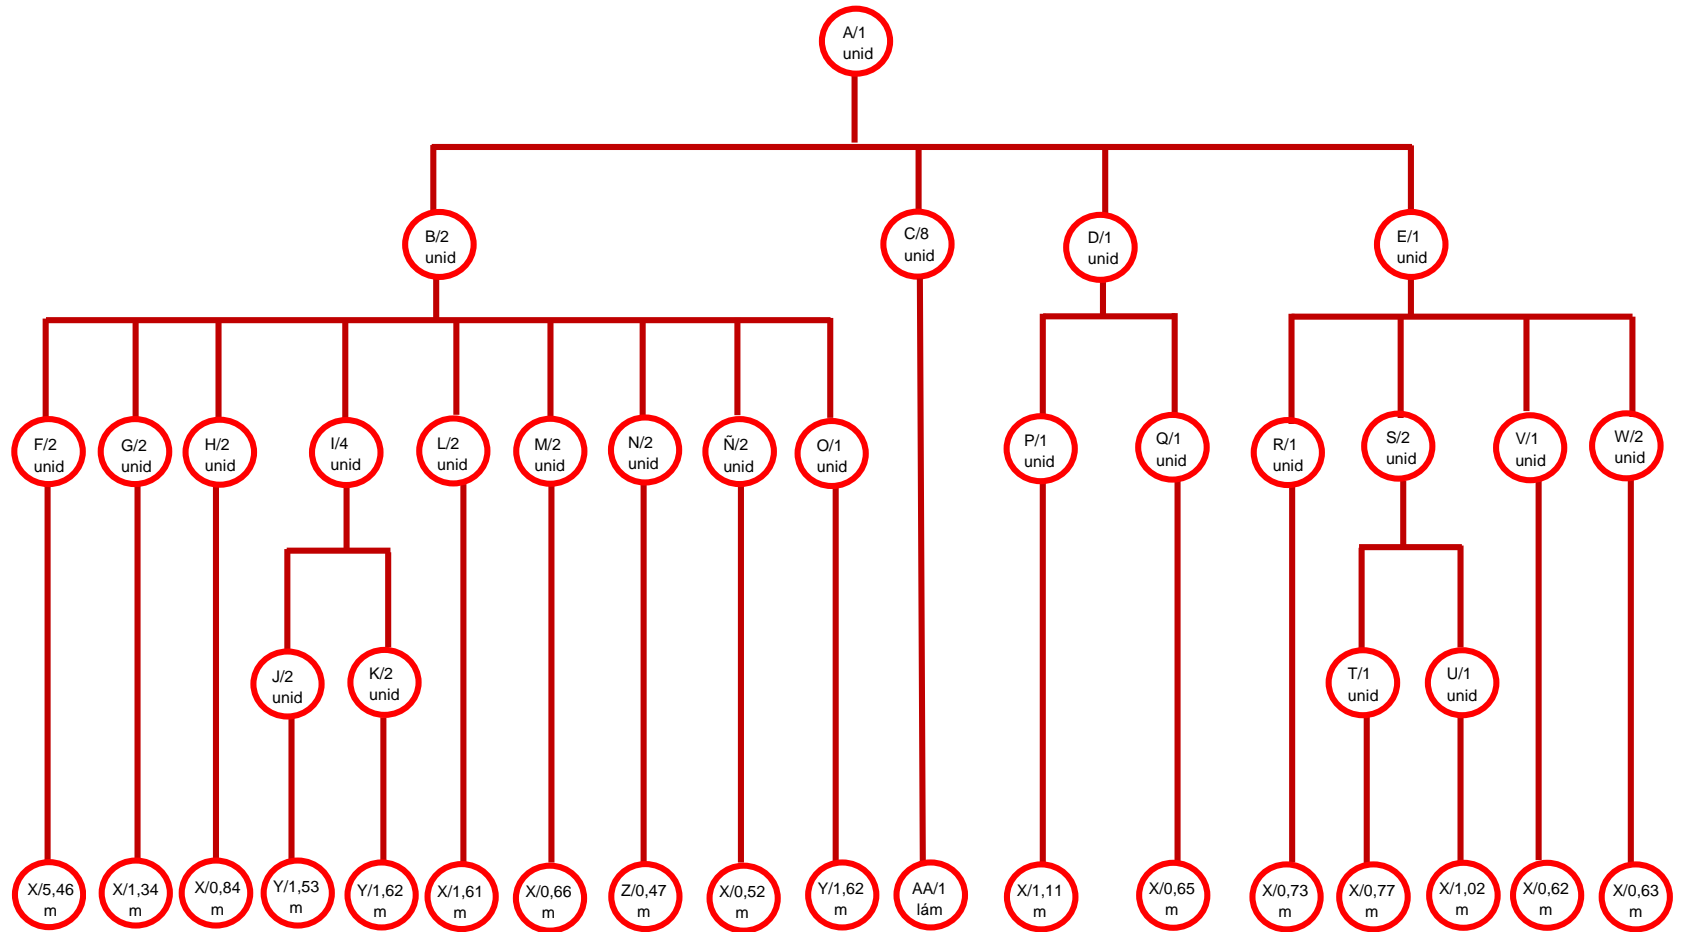 A/1
unid
B/2
unid
C/8
unid
D/1
unid
E/1
unid
F/2
unid
G/2
unid
H/2
unid
I/4
unid
L/2
unid
M/2
unid
N/2
unid
Ñ/2
unid
O/1
unid
P/1
unid
Q/1
unid
R/1
unid
S/2
unid
V/1
unid
W/2
unid
J/2
unid
K/2
unid
T/1
unid
U/1
unid
X/5,46
m
X/1,34
m
X/0,84
m
Y/1,53
m
Y/1,62
m
X/1,61
m
X/0,66
m
Z/0,47
m
X/0,52
m
Y/1,62
m
AA/1
lám
X/1,11
m
X/0,65
m
X/0,73
m
X/0,77
m
X/1,02
m
X/0,62
m
X/0,63
m